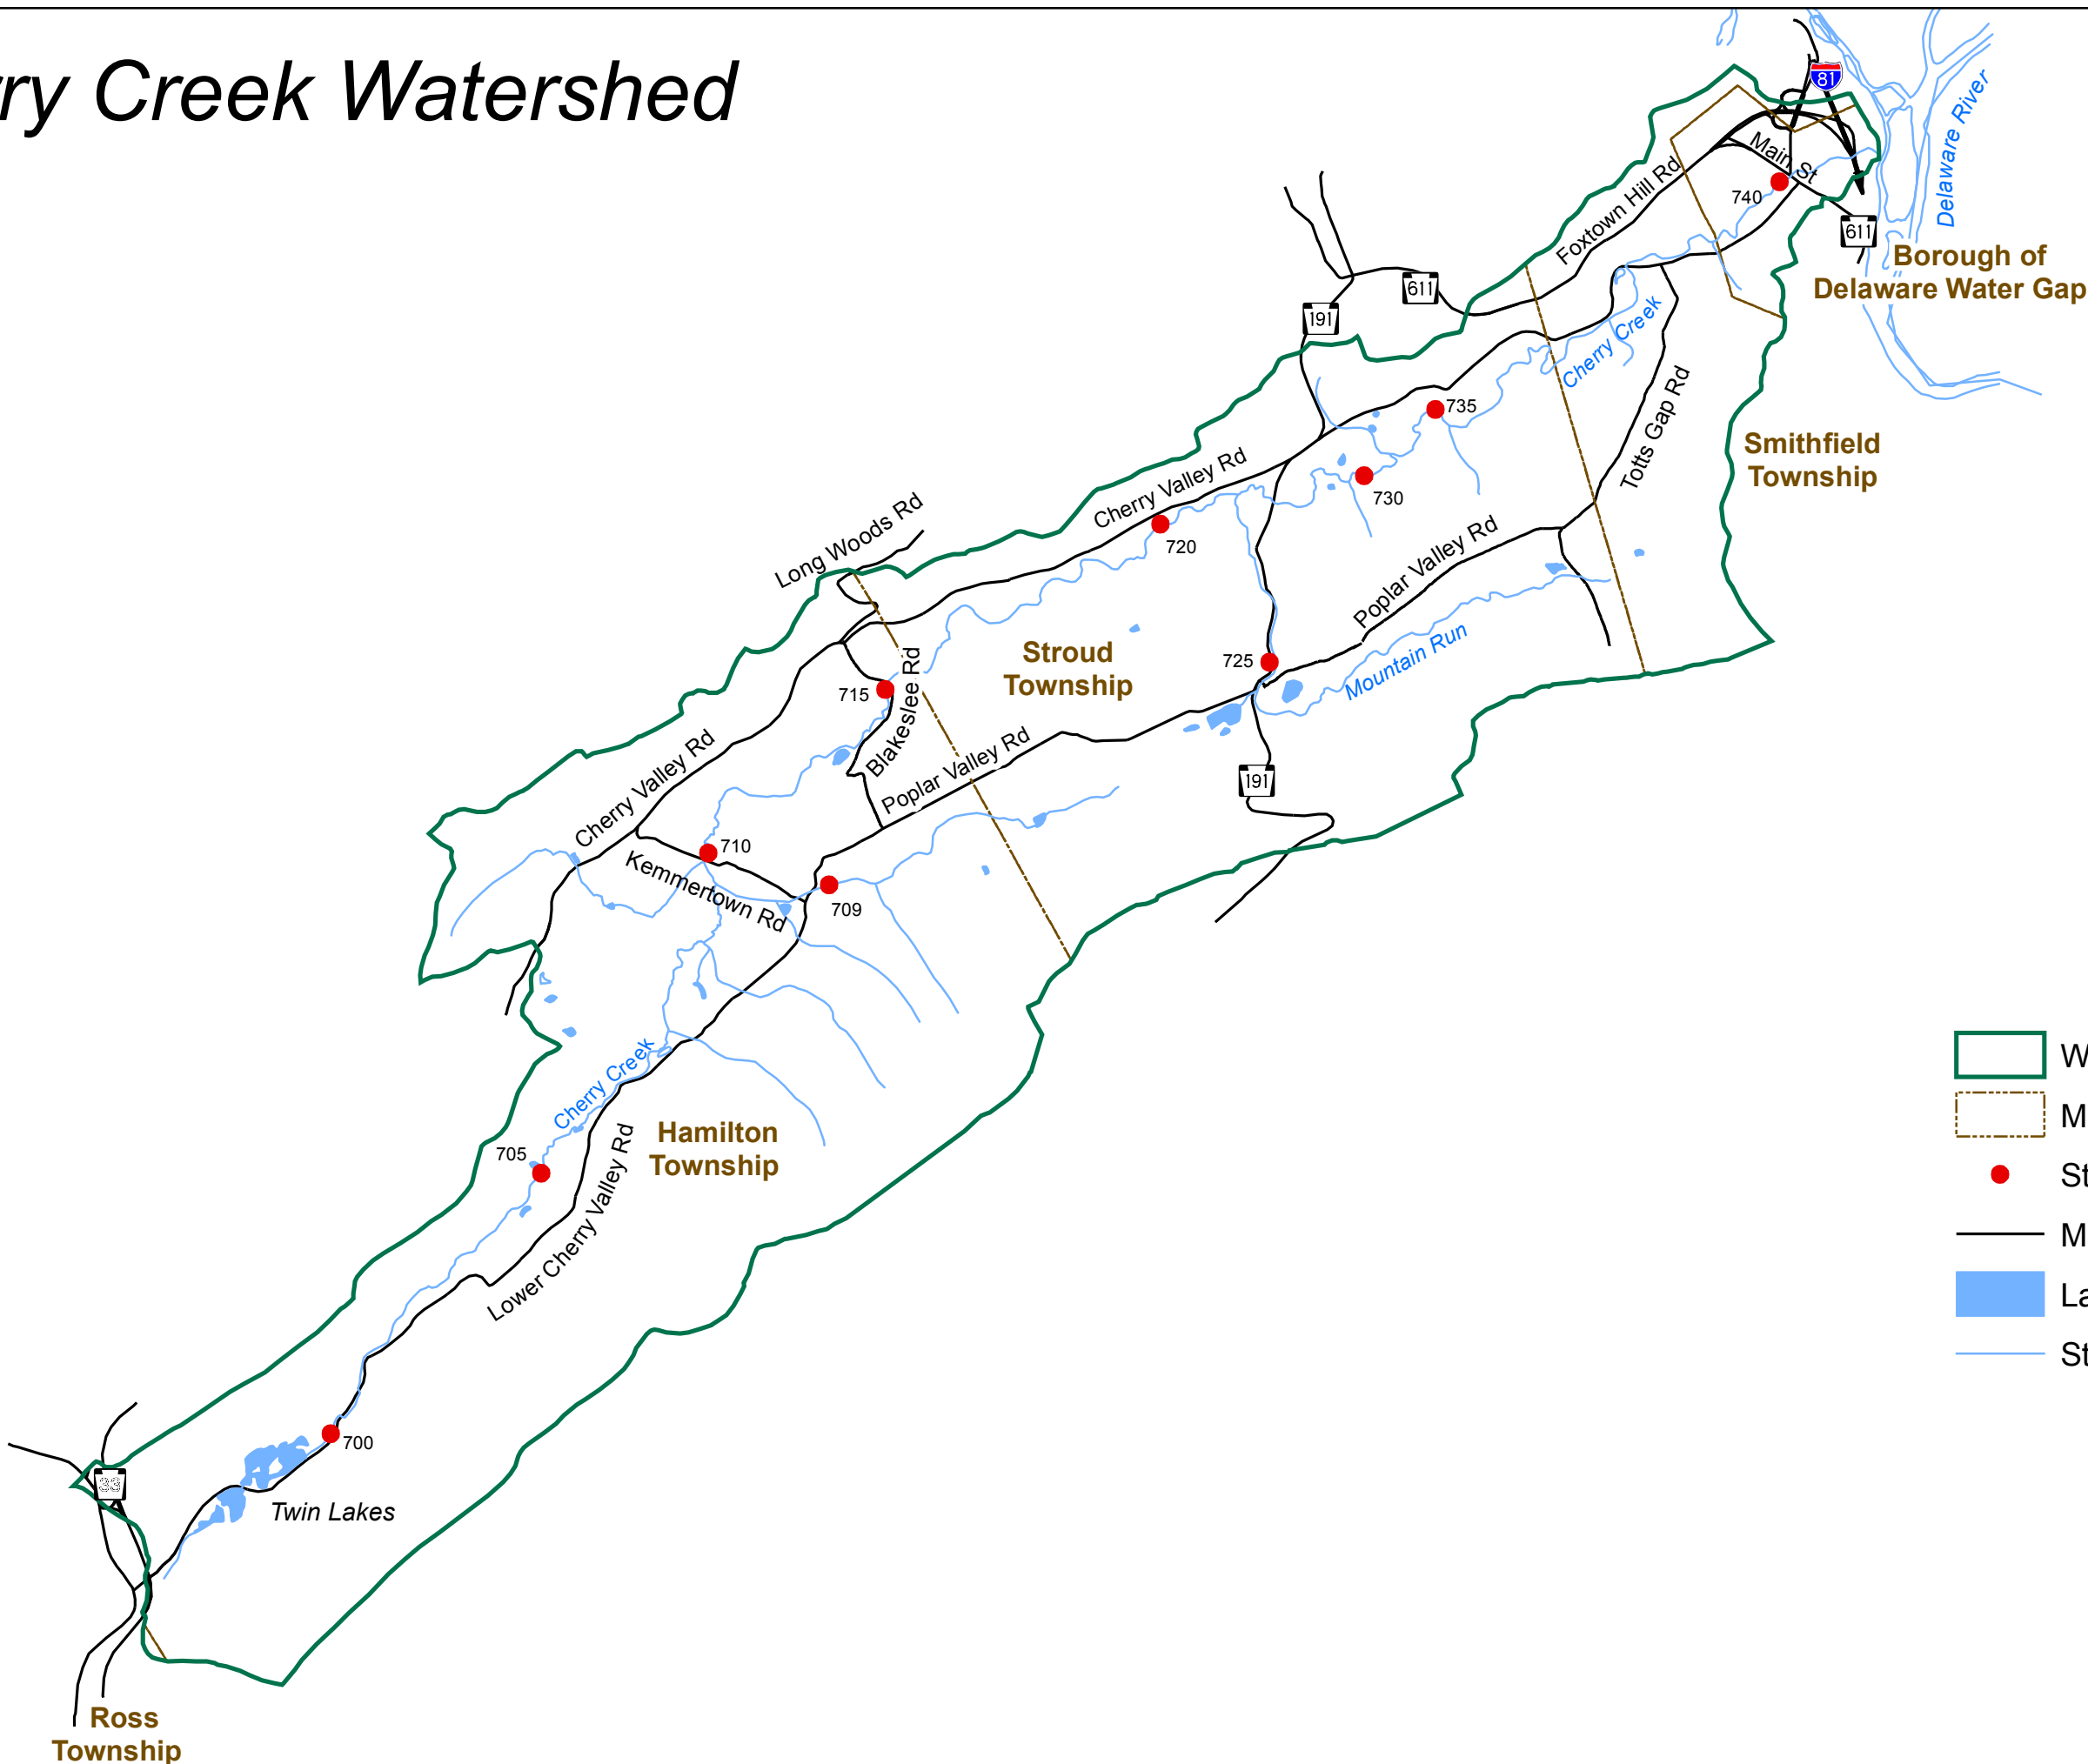 ry Creek Watershed
81
Delaware River
Main St
740
611
Foxtown Hill Rd
Borough of
Delaware Water Gap
611
191
Cherry Creek
Totts Gap Rd
735
Smithfield
Township
Cherry Valley Rd
730
Long Woods Rd
720
Poplar Valley Rd
Stroud
Township
725
Mountain Run
715
Blakeslee Rd
Cherry Valley Rd
Poplar Valley Rd
191
710
Kemmertown Rd
709
Cherry Creek
705
Hamilton
Township
Lower Cherry Valley Rd
700
33
Twin Lakes
Ross
Township
W
M
St
M
La
St